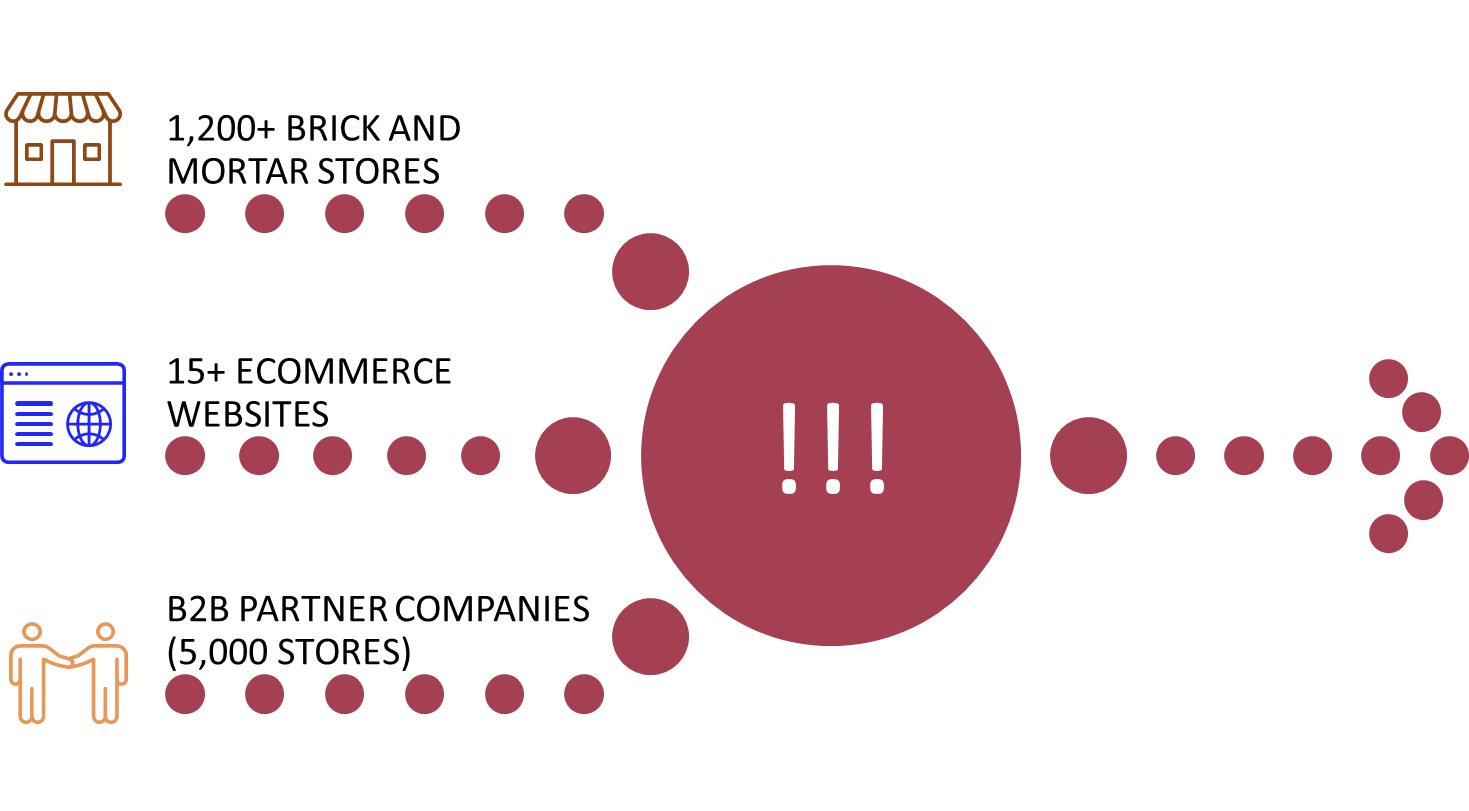 1,200+ BRICK AND
MORTAR STORES
15+ ECOMMERCE
WEBSITES
!!!
B2B PARTNER COMPANIES
(5,000 STORES)